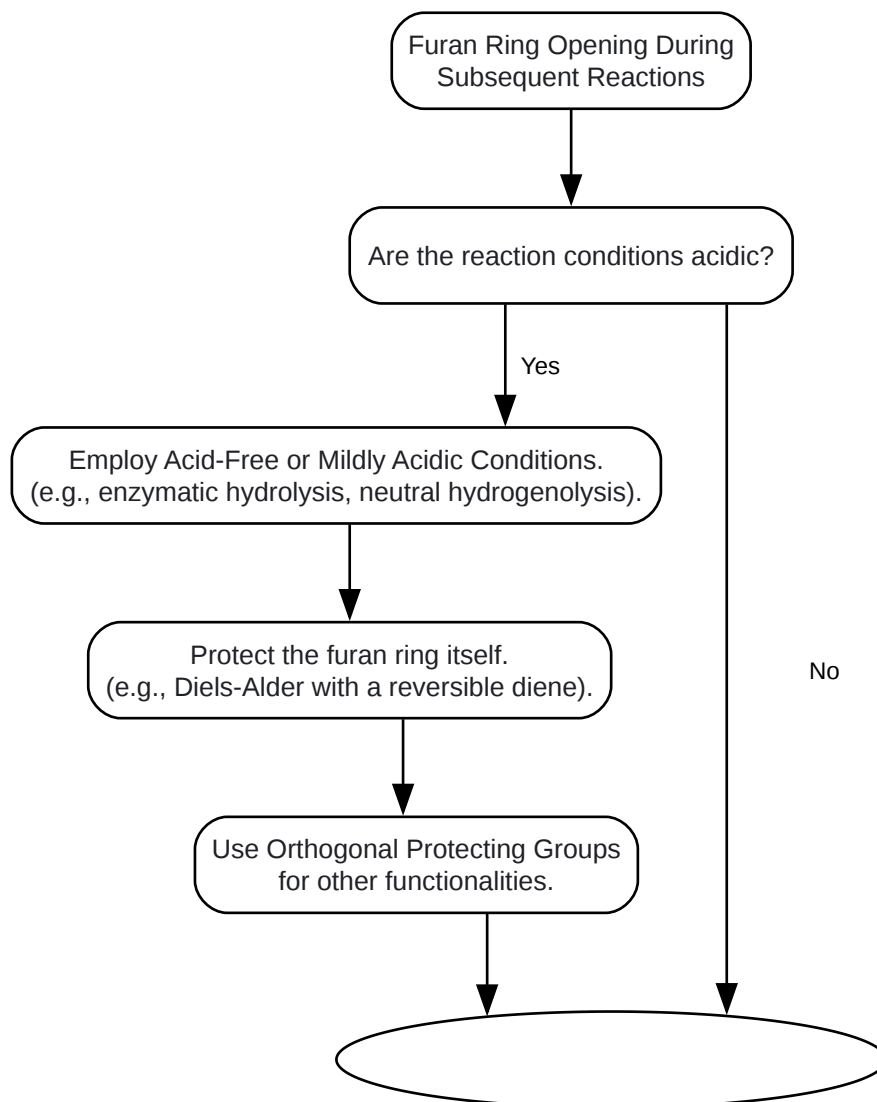 Furan Ring Opening During
Subsequent Reactions
Are the reaction conditions acidic?
Yes
Employ Acid-Free or Mildly Acidic Conditions.
(e.g., enzymatic hydrolysis, neutral hydrogenolysis).
Protect the furan ring itself.
(e.g., Diels-Alder with a reversible diene).
No
Use Orthogonal Protecting Groups
for other functionalities.